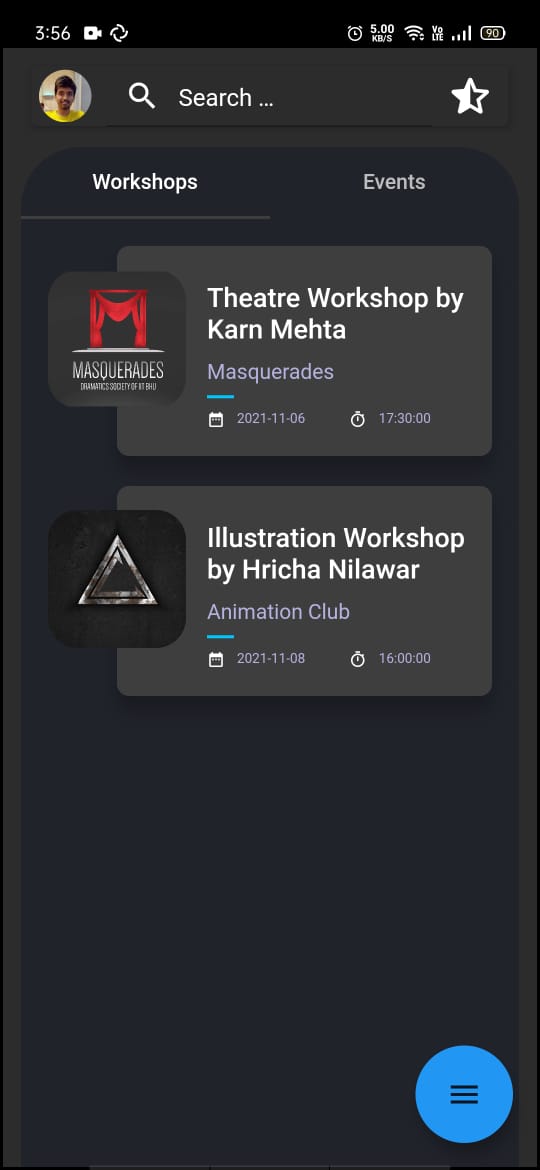 3:56
5.00
KB/S
Vo
LTE
90
Search …
Workshops
Events
Theatre Workshop by
Karn Mehta
Masquerades
2021-11-06
17:30:00
MASQUERADES
DRAMATICS SOCIETY OF IIT BHU
Illustration Workshop
by Hricha Nilawar
Animation Club
2021-11-08
16:00:00